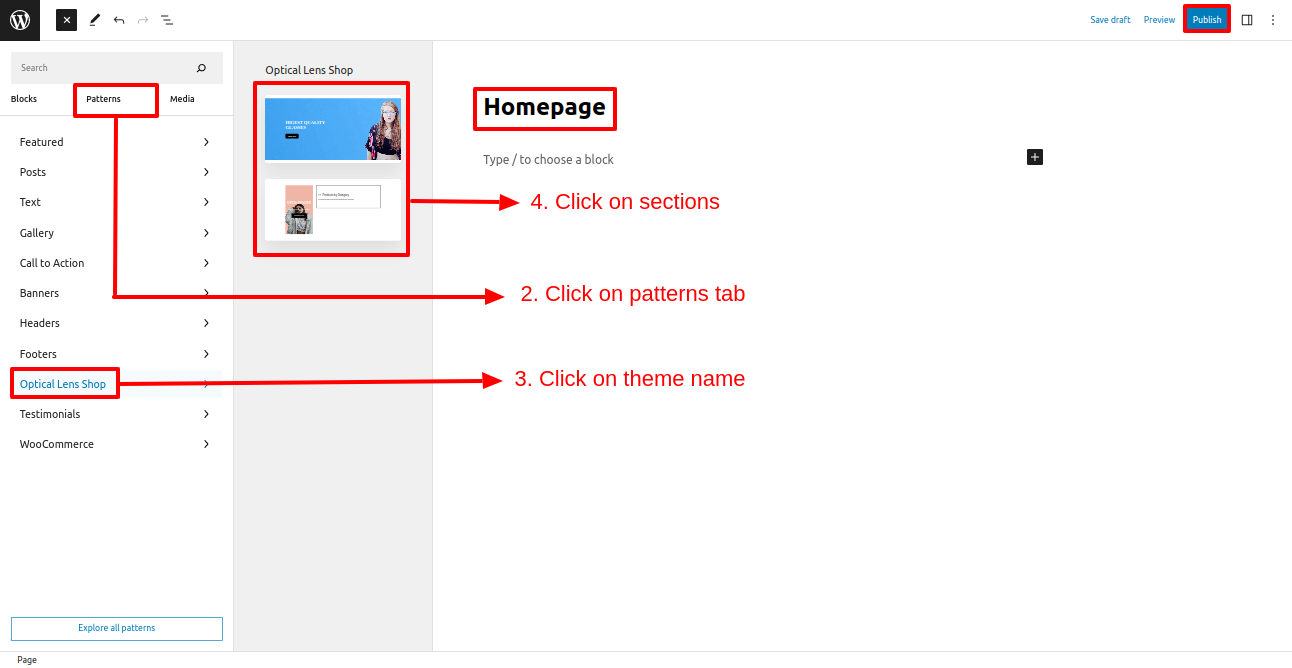 Save draft
Preview
Publish
Search
Blocks
Patterns
Media
Featured
Posts
Text
Gallery
Call to Action
Banners
Headers
Footers
Optical Lens Shop
Testimonials
WooCommerce
Explore all patterns
Page
Optical Lens Shop
HIGEST QUALITY
GLASSES
Products by Category
Homepage
Type / to choose a block
4. Click on sections
2. Click on patterns tab
3. Click on theme name